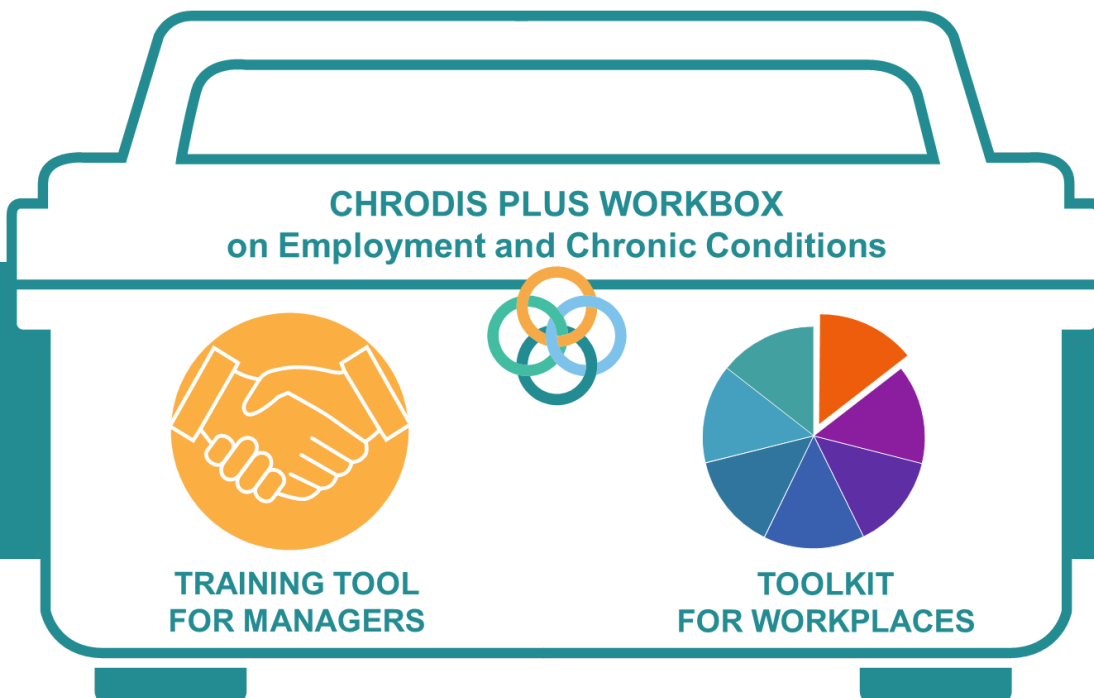 CHRODIS PLUS WORKBOX
on Employment and Chronic Conditions
TRAINING TOOL
FOR MANAGERS
TOOLKIT
FOR WORKPLACES